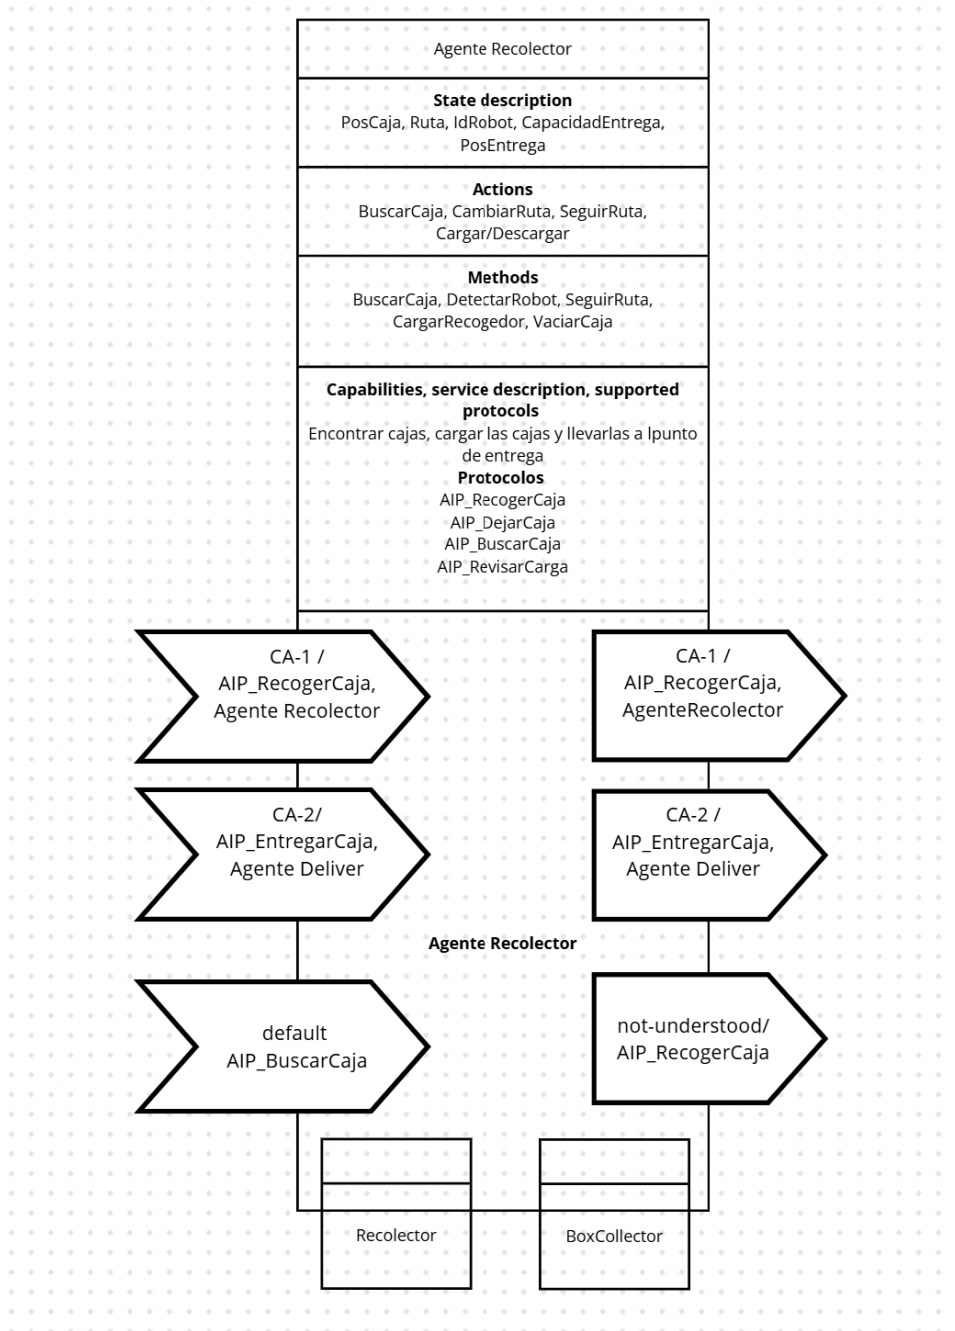 Agente Recolector
State description
PosCaja, Ruta, IdRobot, CapacidadEntrega,
PosEntrega
Actions
BuscarCaja, CambiarRuta, SeguirRuta,
Cargar/Descargar
Methods
BuscarCaja, DetectarRobot, SeguirRuta,
CargarRecogedor, VaciarCaja
Capabilities, service description, supported
protocols
Encontrar cajas, cargar las cajas y llevarlas a lpunto
de entrega
Protocolos
AIP_RecogerCaja
AIP_DejarCaja
AIP_BuscarCaja
AIP_RevisarCarga
CA-1 /
AIP_RecogerCaja,
Agente Recolector
CA-1 /
AIP_RecogerCaja,
AgenteRecolector
CA-2/
AIP_EntregarCaja,
Agente Deliver
CA-2 /
AIP_EntregarCaja,
Agente Deliver
Agente Recolector
default
AIP_BuscarCaja
not-understood/
AIP_RecogerCaja
Recolector
BoxCollector